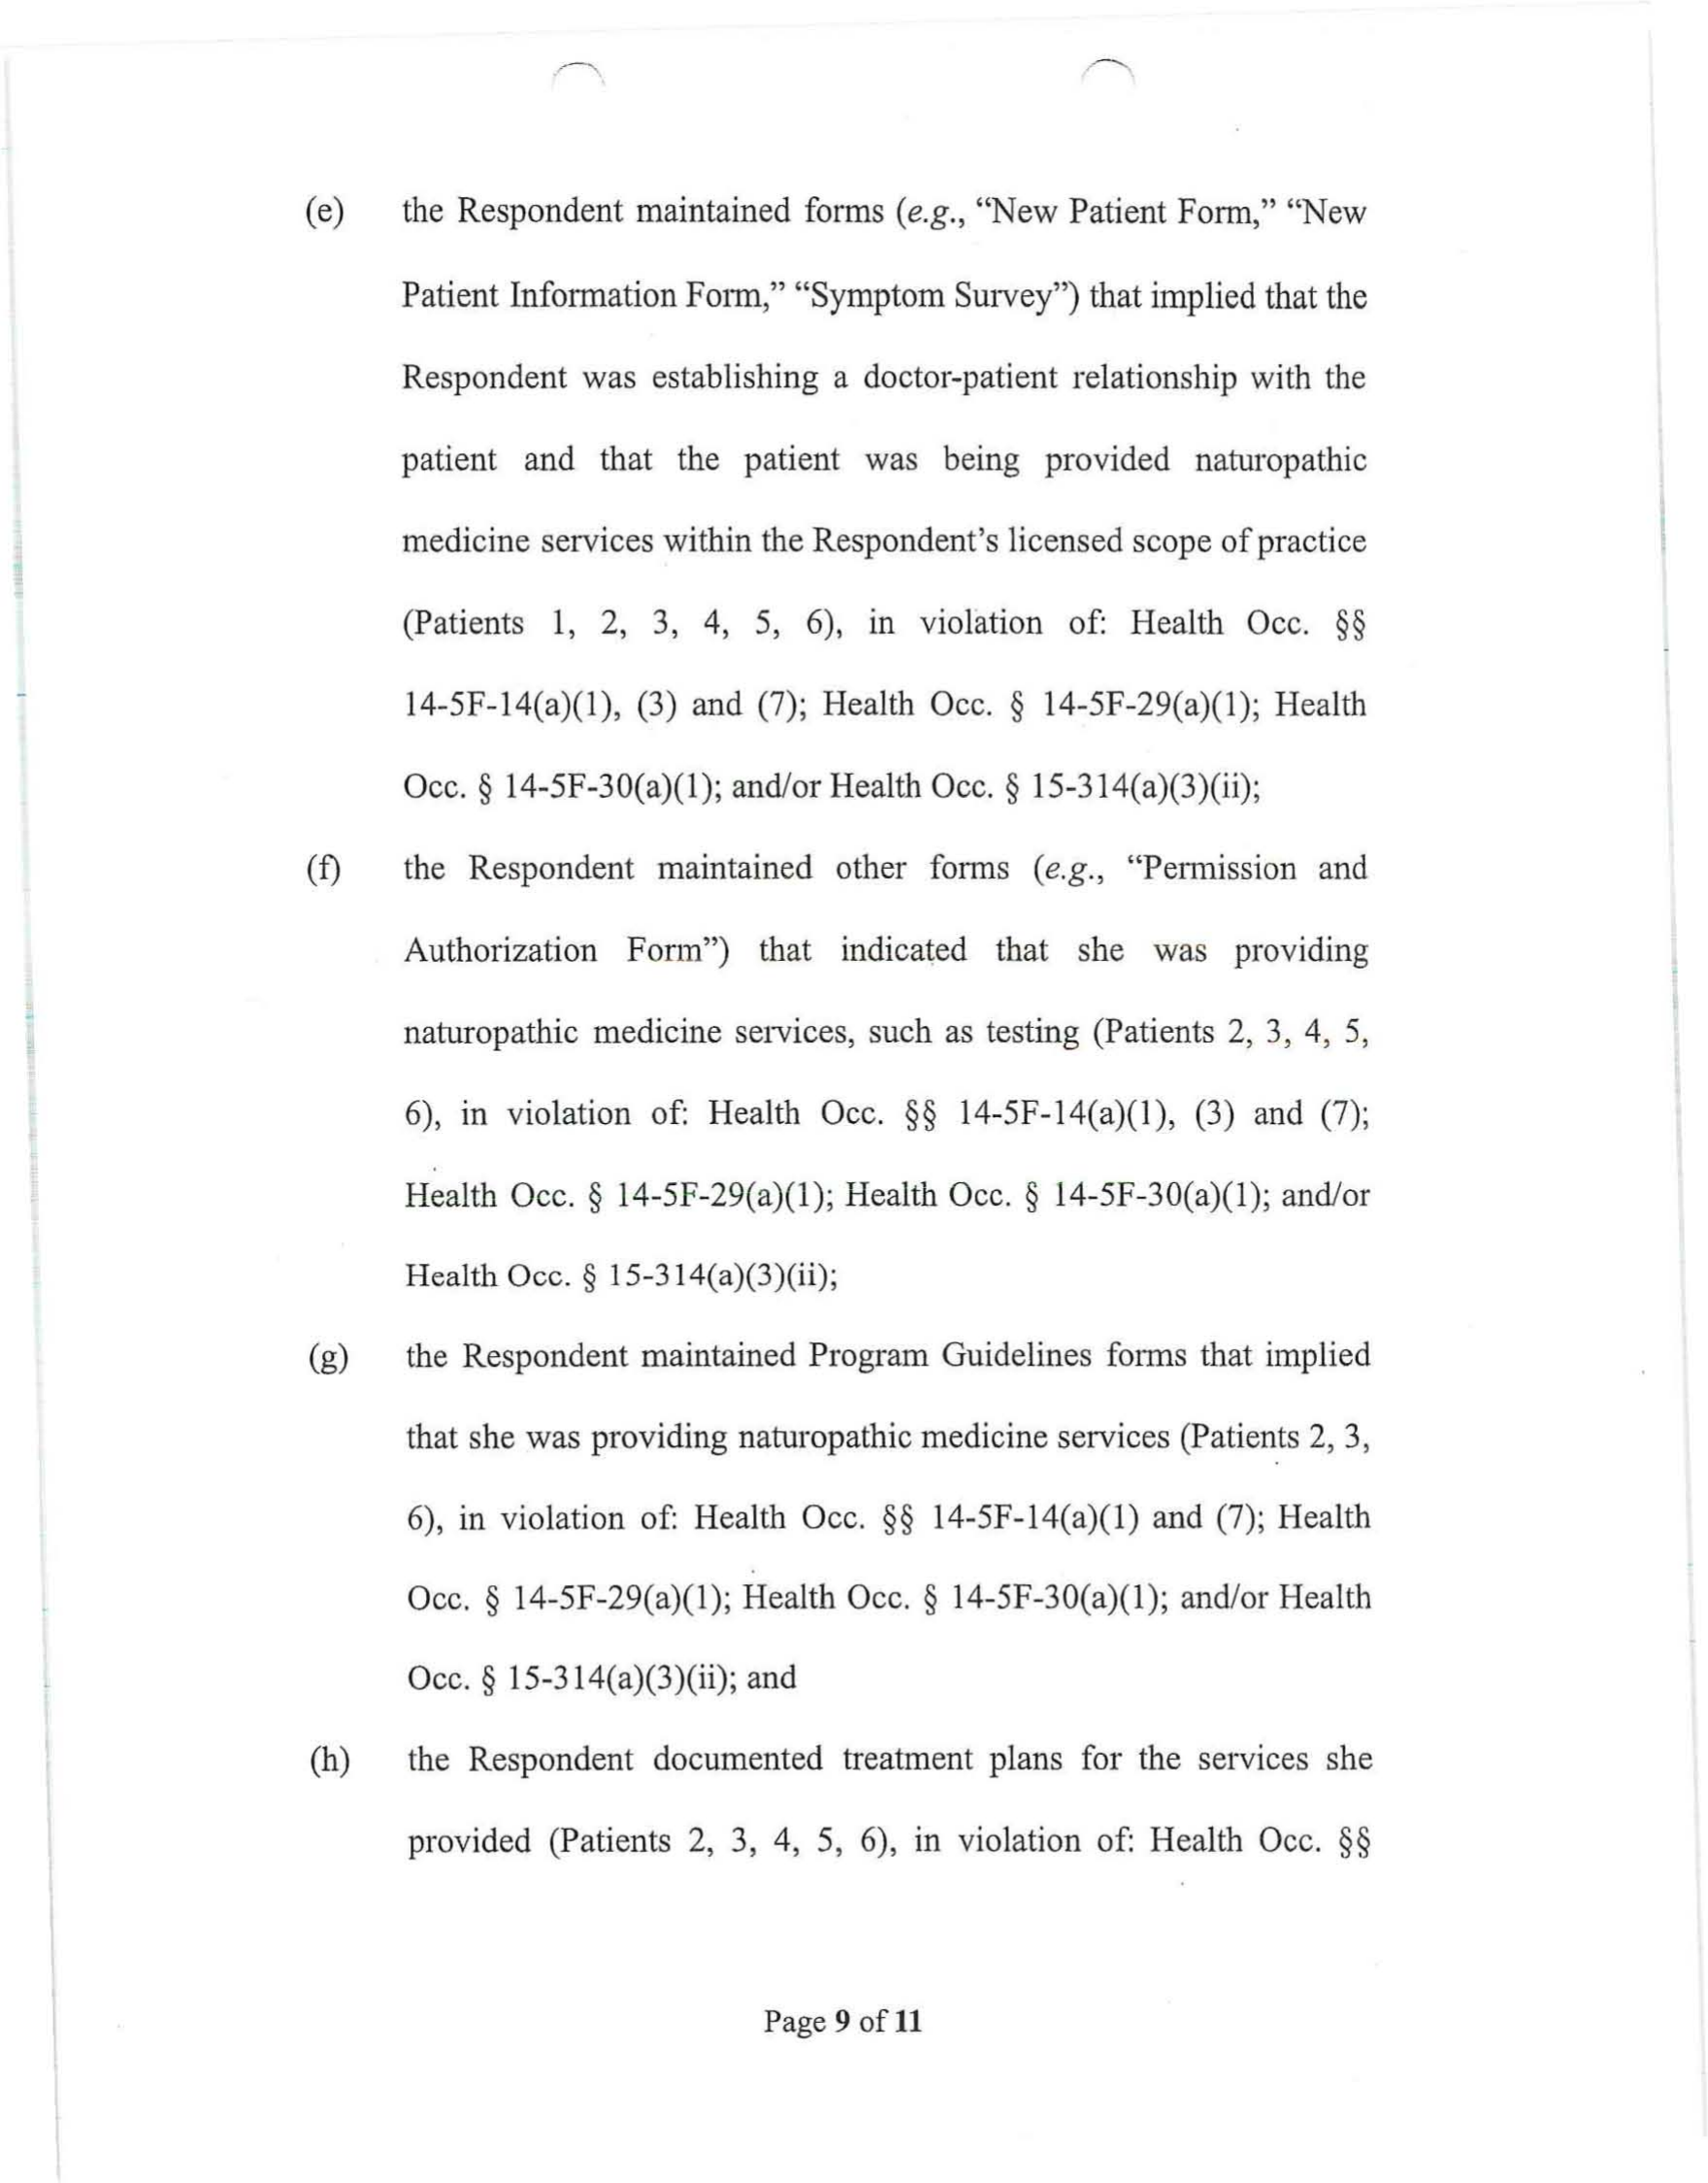 (e) the Respondent maintained forms (e.g., “New Patient Form,” “New
Patient Information Form,” “Symptom Survey”) that implied that the
Respondent was establishing a doctor-patient relationship with the
patient and that the patient was being provided naturopathic
medicine services within the Respondent’s licensed scope of practice
(Patients 1, 2, 3, 4, 5, 6), in violation of: Health Occ. §§
14-5F-14(a)(1), (3) and (7); Health Occ. § 14-5F-29(a)(1); Health
Occ. § 14-5F-30(a)(1); and/or Health Occ. § 15-314(a)(3)(ii);
(f) the Respondent maintained other forms (e.g., “Permission and
Authorization Form”) that indicated that she was providing
naturopathic medicine services, such as testing (Patients 2, 3, 4, 5,
6), in violation of: Health Occ. §§ 14-5F-14(a)(1), (3) and (7);
Health Occ. § 14-5F-29(a)(1); Health Occ. § 14-5F-30(a)(1); and/or
Health Occ. § 15-314(a)(3)(ii);
(g) the Respondent maintained Program Guidelines forms that implied
that she was providing naturopathic medicine services (Patients 2, 3,
6), in violation of: Health Occ. §§ 14-5F-14(a)(1) and (7); Health
Occ. § 14-5F-29(a)(1); Health Occ. § 14-5F-30(a)(1); and/or Health
Occ. § 15-314(a)(3)(ii); and
(h) the Respondent documented treatment plans for the services she
provided (Patients 2, 3, 4, 5, 6), in violation of: Health Occ. §§
Page 9 of 11